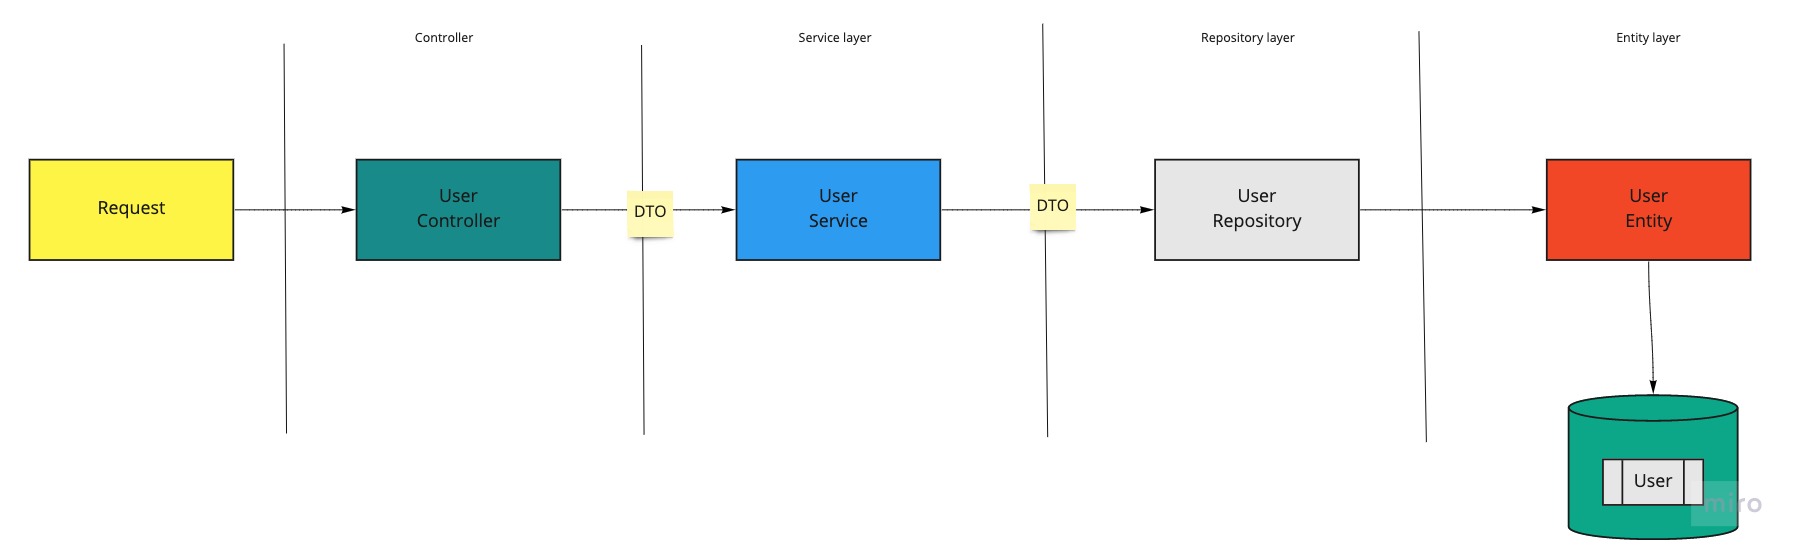 Controller
Service layer
Repository layer
Entity layer
Request
User
Controller
DTO
User
Service
DTO
User
Repository
User
Entity
User
miro